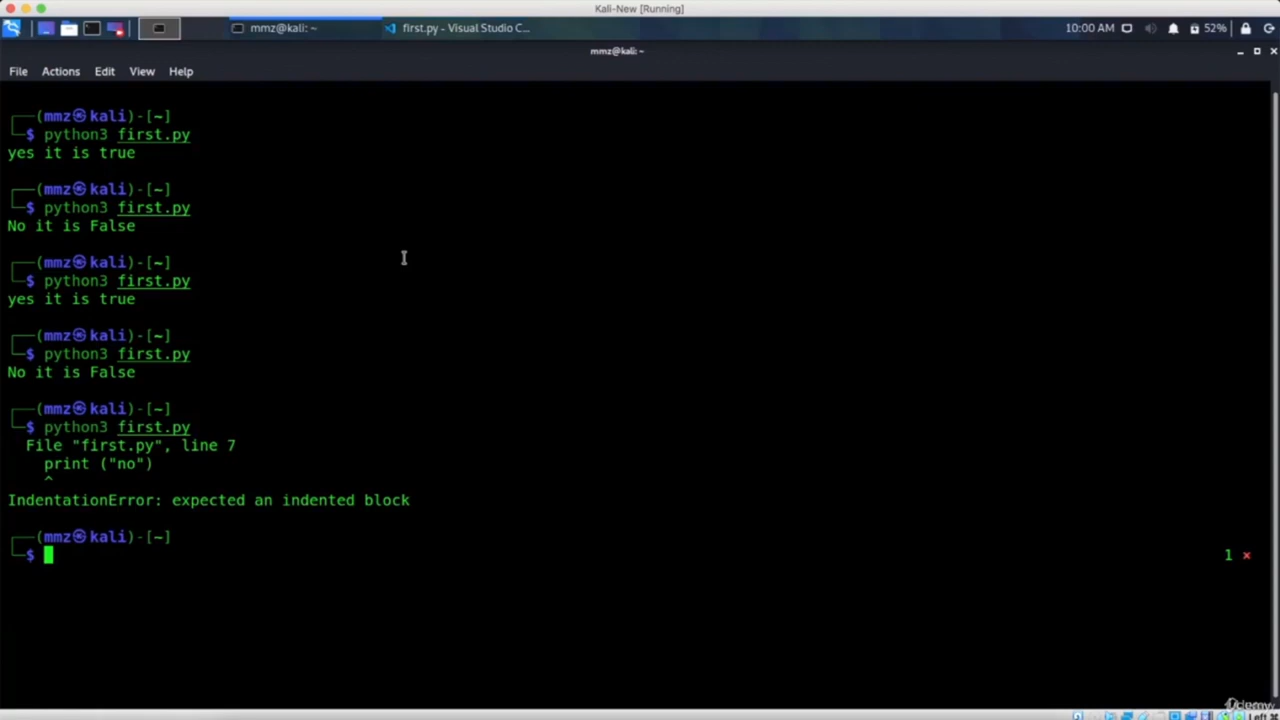 Kali-New [Running]
mmz@kali: ~
first.py - Visual Studio C...
10:00 AM
52%
mmz@kali: ~
File Actions Edit View Help
┌──(mmz㉿kali)-[~]
└─$ python3 first.py
yes it is true
┌──(mmz㉿kali)-[~]
└─$ python3 first.py
No it is False
┌──(mmz㉿kali)-[~]
└─$ python3 first.py
yes it is true
┌──(mmz㉿kali)-[~]
└─$ python3 first.py
No it is False
┌──(mmz㉿kali)-[~]
└─$ python3 first.py
File "first.py", line 7
print ("no")
^
IndentationError: expected an indented block
┌──(mmz㉿kali)-[~]
└─$
1 ×
Udemy
Left ⌘